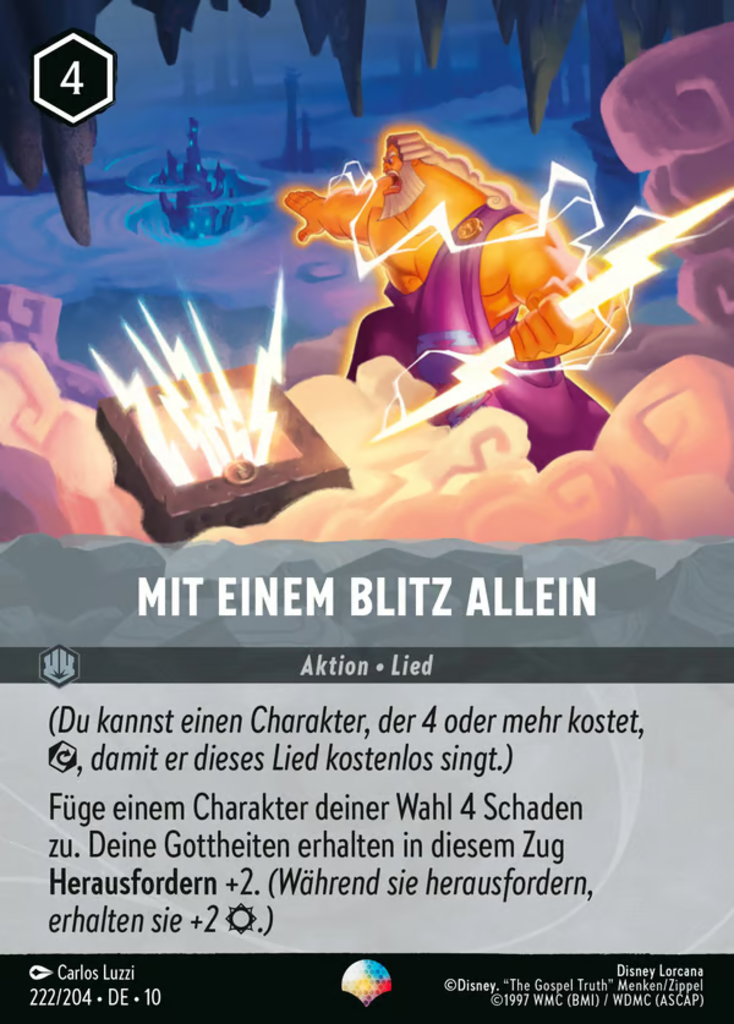 4
MIT EINEM BLITZ ALLEIN
Aktion • Lied
(Du kannst einen Charakter, der 4 oder mehr kostet,
, damit er dieses Lied kostenlos singt.)
Füge einem Charakter deiner Wahl 4 Schaden
zu. Deine Gottheiten erhalten in diesem Zug
Herausfordern +2. (Während sie herausfordern,
erhalten sie +2 .)
Carlos Luzzi
222/204 • DE • 10
Disney Lorcana
©Disney. “The Gospel Truth” Menken/Zippel
©1997 WMC (BMI) / WDMC (ASCAP)